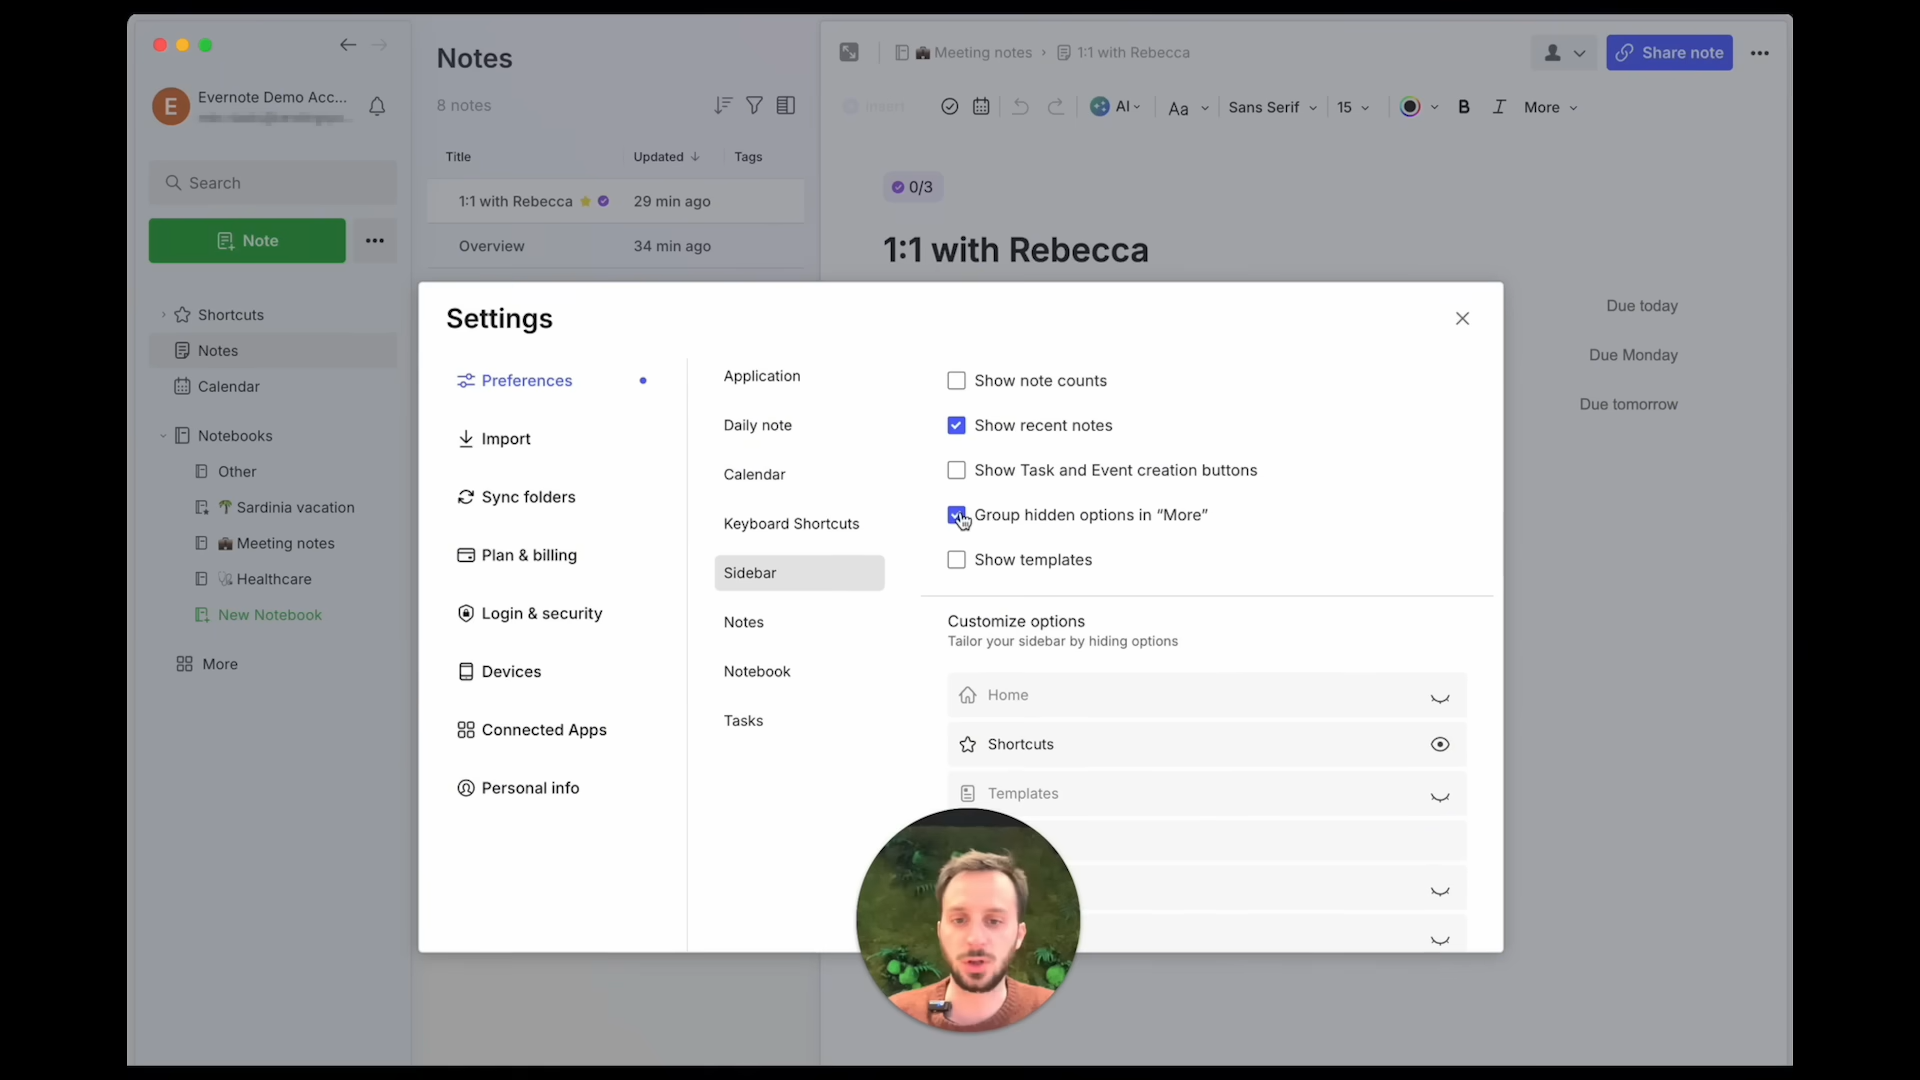 Evernote Demo Acc...
E
Search
Note
Shortcuts
Notes
Calendar
Notebooks
Other
Sardinia vacation
Meeting notes
Healthcare
New Notebook
More
Notes
8 notes
Title Updated Tags
1:1 with Rebecca 29 min ago
Overview 34 min ago
Meeting notes › 1:1 with Rebecca
Share note
Insert AI Aa Sans Serif 15 B I More
0/3
1:1 with Rebecca
Due today
Due Monday
Due tomorrow
Settings
Preferences
Import
Sync folders
Plan & billing
Login & security
Devices
Connected Apps
Personal info
Application
Daily note
Calendar
Keyboard Shortcuts
Sidebar
Notes
Notebook
Tasks
Show note counts
Show recent notes
Show Task and Event creation buttons
Group hidden options in “More”
Show templates
Customize options
Tailor your sidebar by hiding options
Home
Shortcuts
Templates